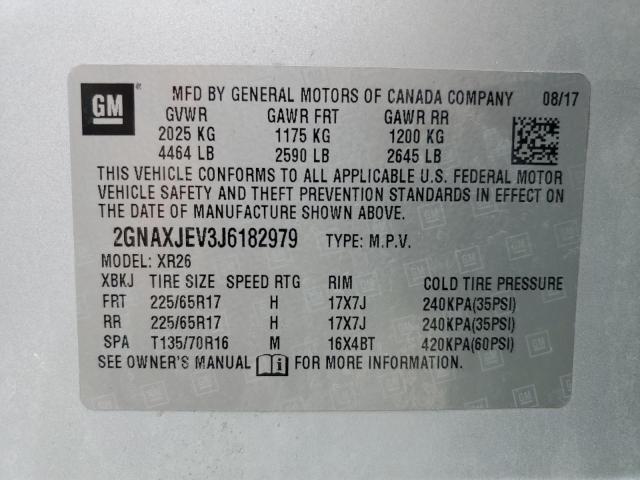 GM MFD BY GENERAL MOTORS OF CANADA COMPANY 08/17
GVWR GAWR FRT GAWR RR
2025 KG 1175 KG 1200 KG
4464 LB 2590 LB 2645 LB
THIS VEHICLE CONFORMS TO ALL APPLICABLE U.S. FEDERAL MOTOR
VEHICLE SAFETY AND THEFT PREVENTION STANDARDS IN EFFECT ON
THE DATE OF MANUFACTURE SHOWN ABOVE.
2GNAXJEV3J6182979 TYPE: M.P.V.
MODEL: XR26
XBKJ TIRE SIZE SPEED RTG RIM COLD TIRE PRESSURE
FRT 225/65R17 H 17X7J 240KPA(35PSI)
RR 225/65R17 H 17X7J 240KPA(35PSI)
SPA T135/70R16 M 16X4BT 420KPA(60PSI)
SEE OWNER'S MANUAL FOR MORE INFORMATION.